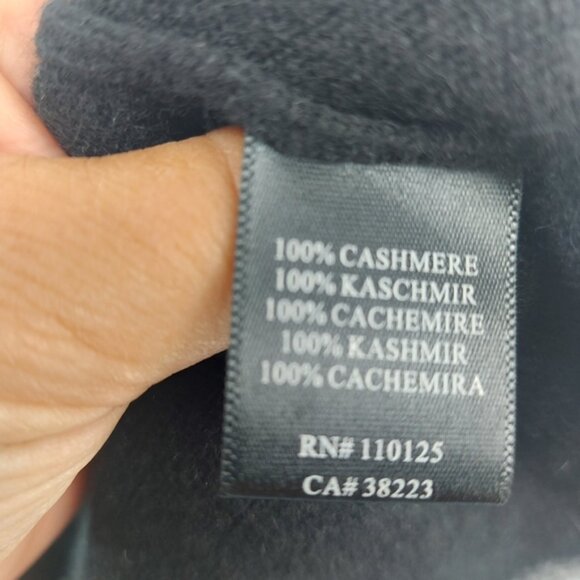 100% CASHMERE
100% KASCHMIR
100% CACHEMIRE
100% KASHMIR
100% CACHEMIRA
RN# 110125
CA# 38223